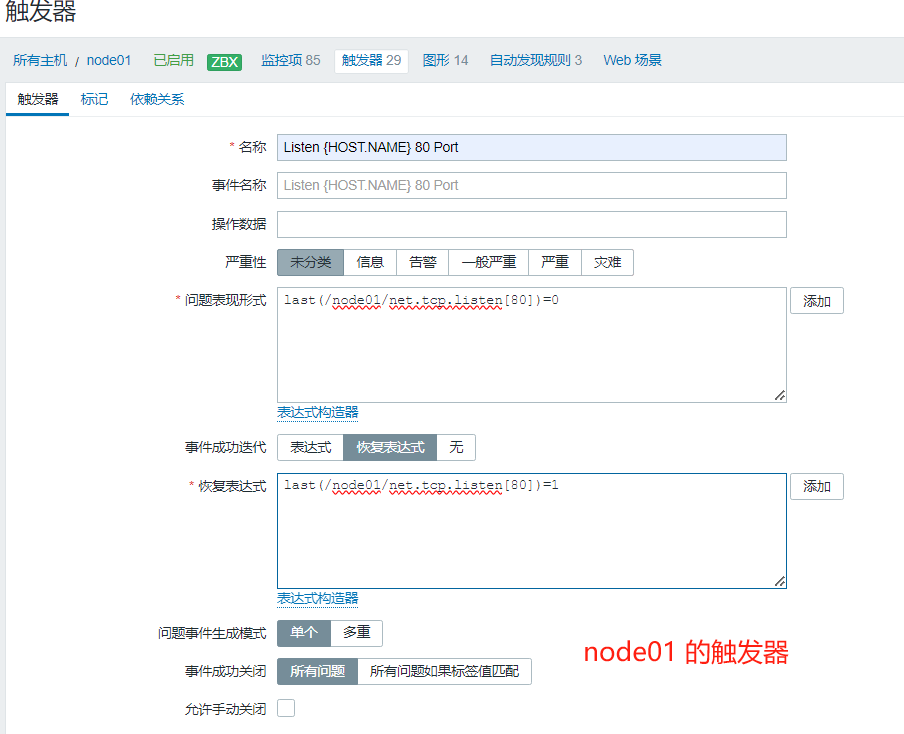 触发器
所有主机 / node01 已启用 ZBX 监控项 85 触发器 29 图形 14 自动发现规则 3 Web 场景
触发器 标记 依赖关系
* 名称 Listen {HOST.NAME} 80 Port
事件名称 Listen {HOST.NAME} 80 Port
操作数据
严重性 未分类 信息 告警 一般严重 严重 灾难
* 问题表现形式 last(/node01/net.tcp.listen[80])=0 添加
表达式构造器
事件成功迭代 表达式 恢复表达式 无
* 恢复表达式 last(/node01/net.tcp.listen[80])=1 添加
表达式构造器
问题事件生成模式 单个 多重
node01 的触发器
事件成功关闭 所有问题 所有问题如果标签值匹配
允许手动关闭